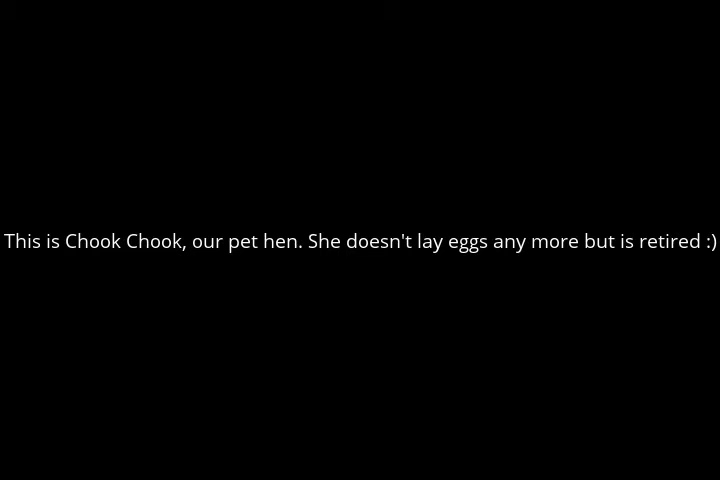 This is Chook Chook, our pet hen. She doesn't lay eggs any more but is retired :)